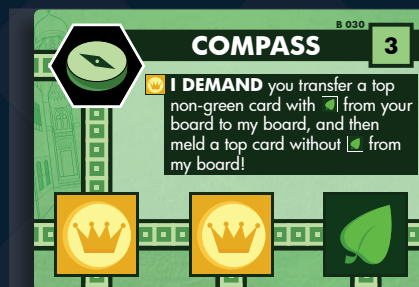 B 030
COMPASS
3
I DEMAND you transfer a top
non-green card with from your
board to my board, and then
meld a top card without from
my board!